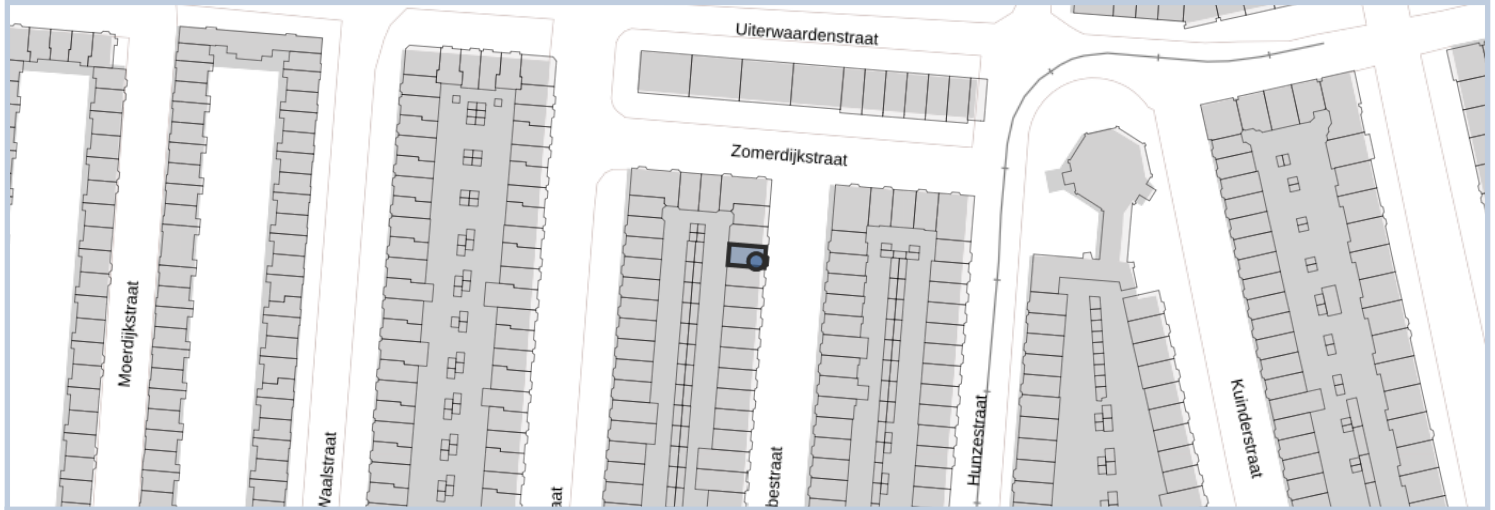 Uiterwaardenstraat
Zomerdijkstraat
Moerdijkstraat
Waalstraat
aat
bestraat
Hunzestraat
Kuinderstraat